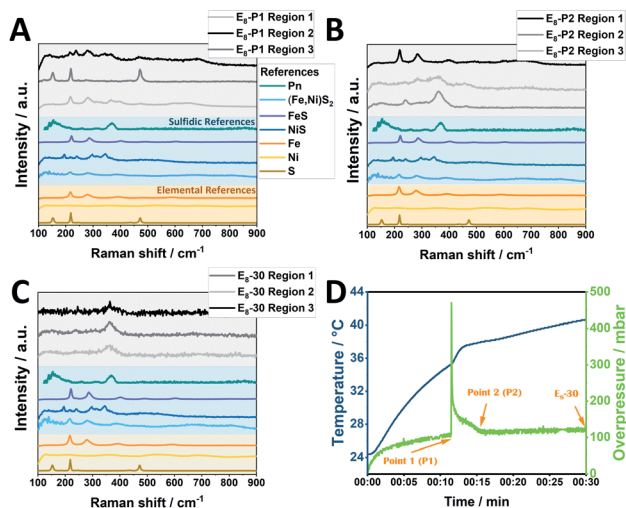 A
E8-P1 Region 1
E8-P1 Region 2
E8-P1 Region 3
Intensity / a.u.
References
Pn
(Fe,Ni)S2
FeS
NiS
Fe
Ni
S
Sulfidic References
Elemental References
100 200 300 400 500 600 700 800 900
Raman shift / cm-1
B
E8-P2 Region 1
E8-P2 Region 2
E8-P2 Region 3
Intensity / a.u.
100 200 300 400 500 600 700 800 900
Raman shift / cm-1
C
E8-30 Region 1
E8-30 Region 2
E8-30 Region 3
Intensity / a.u.
100 200 300 400 500 600 700 800 900
Raman shift / cm-1
D
Temperature / °C
44
40
36
32
28
24
Overpressure / mbar
500
400
300
200
100
0
Point 1 (P1)
Point 2 (P2)
E8-30
00:00 00:05 00:10 00:15 00:20 00:25 00:30
Time / min